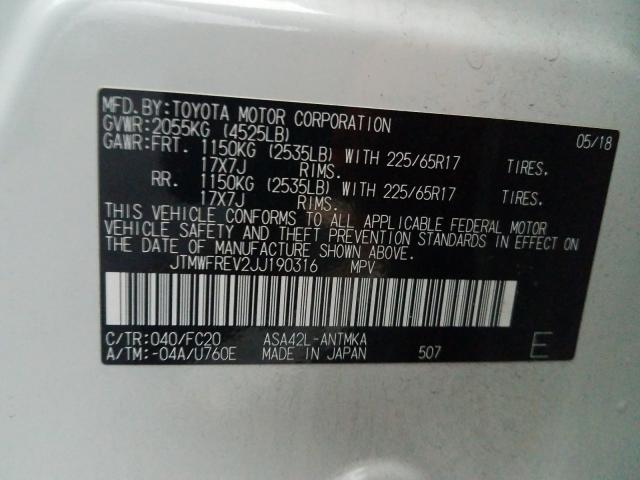 MFD.BY:TOYOTA MOTOR CORPORATION 05/18
GVWR:2055KG (4525LB)
GAWR:FRT. 1150KG (2535LB) WITH 225/65R17 TIRES.
17X7J RIMS.
RR. 1150KG (2535LB) WITH 225/65R17 TIRES.
17X7J RIMS.
THIS VEHICLE CONFORMS TO ALL APPLICABLE FEDERAL MOTOR
VEHICLE SAFETY AND THEFT PREVENTION STANDARDS IN EFFECT ON
THE DATE OF MANUFACTURE SHOWN ABOVE.
JTMWFREV2JJ190316 MPV
C/TR:040/FC20 ASA42L-ANTMKA
A/TM:-04A/U760E MADE IN JAPAN 507 E